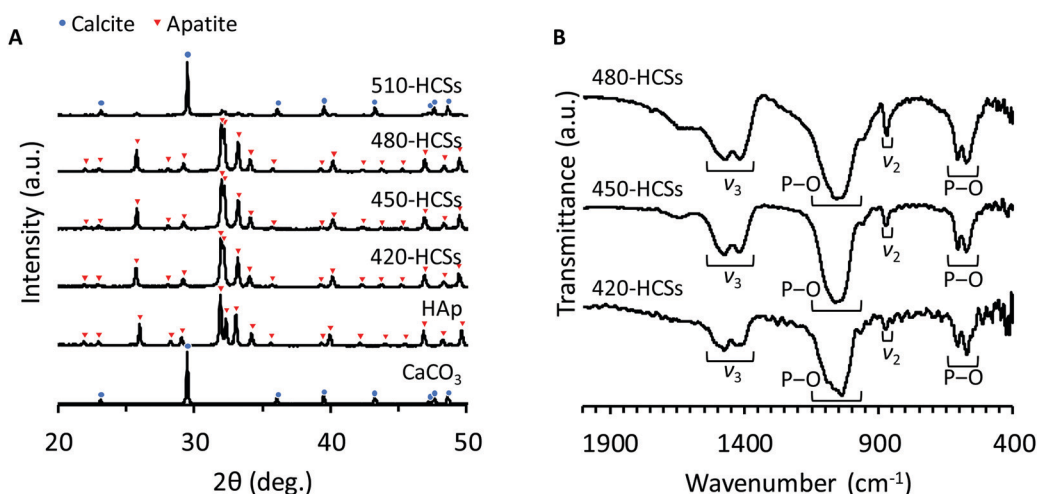 A
Calcite
Apatite
510-HCSs
480-HCSs
450-HCSs
420-HCSs
HAp
CaCO₃
Intensity (a.u.)
20 30 40 50
2θ (deg.)
B
480-HCSs
ν₃
P–O
ν₂
P–O
450-HCSs
ν₃
P–O
ν₂
P–O
420-HCSs
ν₃
P–O
ν₂
P–O
Transmittance (a.u.)
1900 1400 900 400
Wavenumber (cm⁻¹)